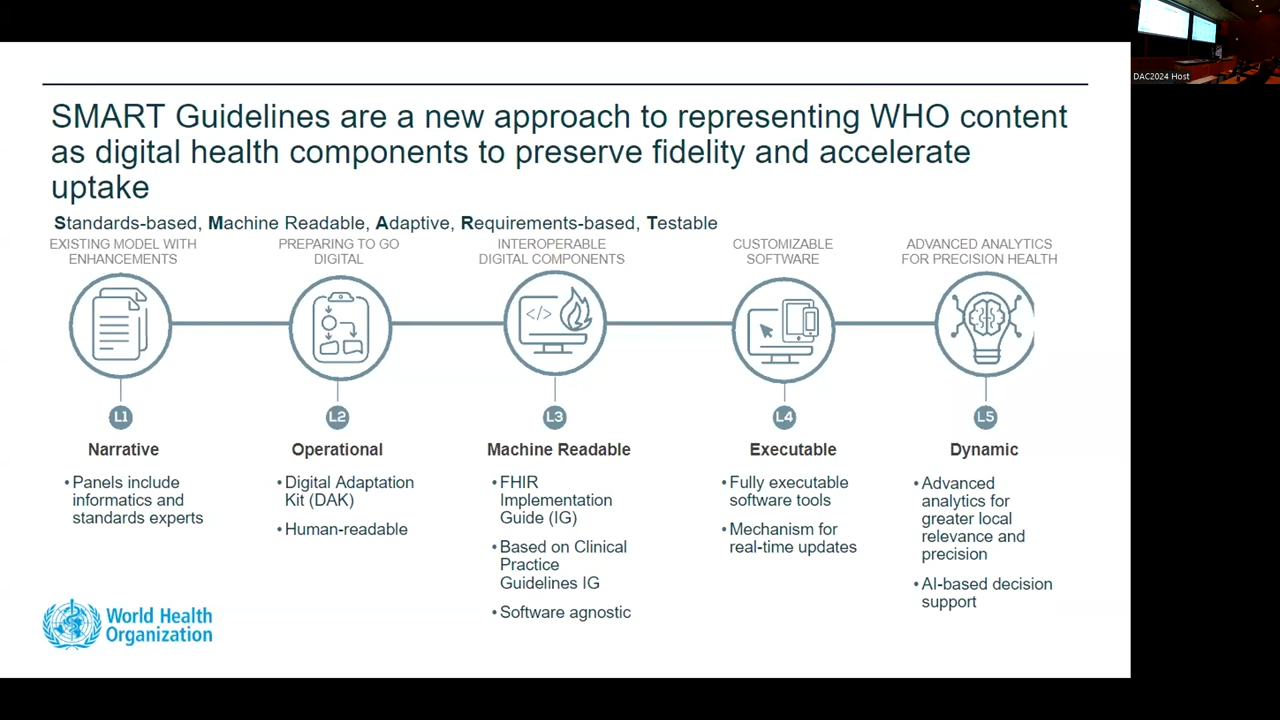 SMART Guidelines are a new approach to representing WHO content
as digital health components to preserve fidelity and accelerate
uptake
Standards-based, Machine Readable, Adaptive, Requirements-based, Testable
EXISTING MODEL WITH
ENHANCEMENTS
PREPARING TO GO
DIGITAL
INTEROPERABLE
DIGITAL COMPONENTS
CUSTOMIZABLE
SOFTWARE
ADVANCED ANALYTICS
FOR PRECISION HEALTH
</>
L1
L2
L3
L4
L5
Narrative
Operational
Machine Readable
Executable
Dynamic
• Panels include
informatics and
standards experts
• Digital Adaptation
Kit (DAK)
• Human-readable
• FHIR
Implementation
Guide (IG)
• Based on Clinical
Practice
Guidelines IG
• Software agnostic
• Fully executable
software tools
• Mechanism for
real-time updates
• Advanced
analytics for
greater local
relevance and
precision
• AI-based decision
support
World Health
Organization
DAC2024 Host